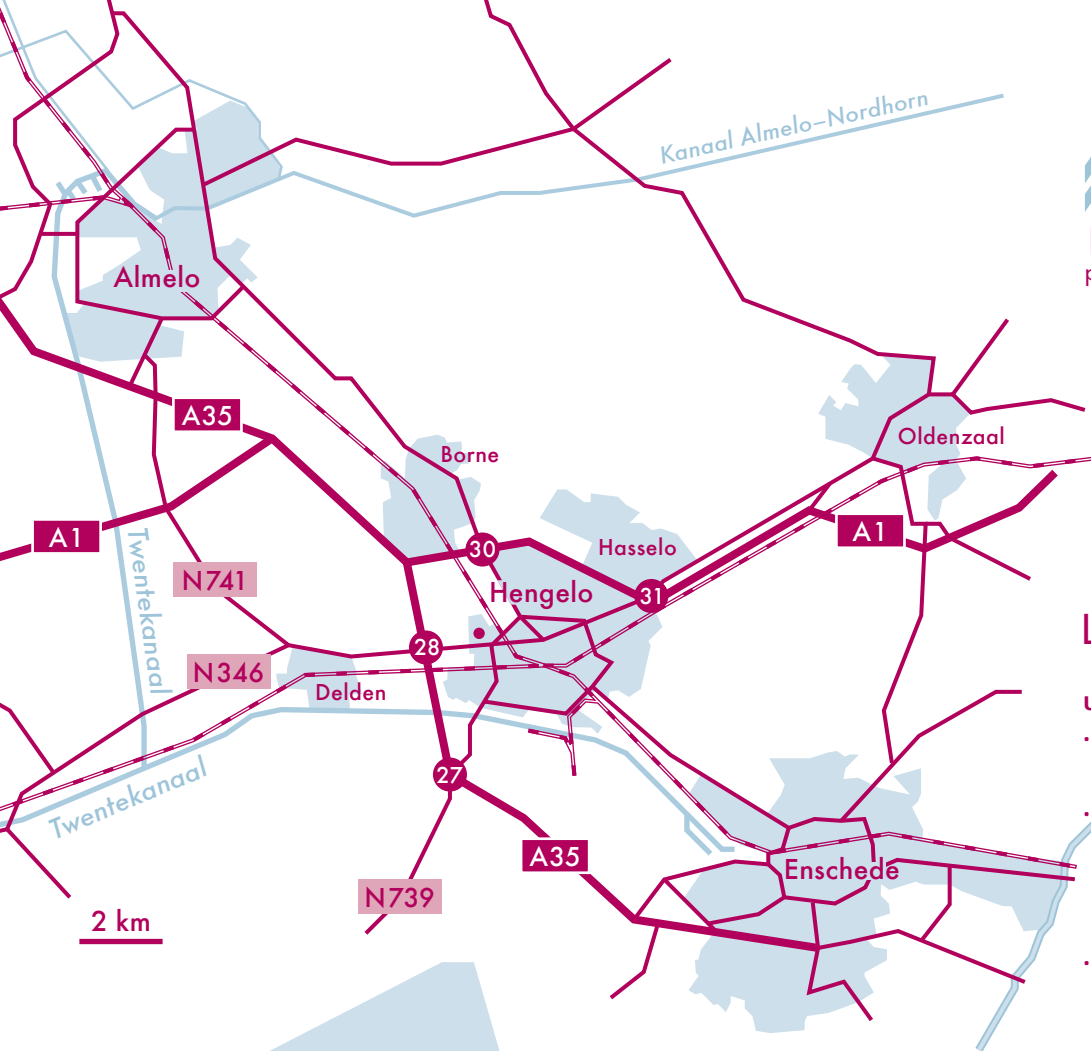 Kanaal Almelo–Nordhorn
Almelo
A35
Borne
Oldenzaal
A1
A1
30
Hasselo
Twentekanaal
N741
Hengelo
31
28
N346
Delden
27
Twentekanaal
A35
Enschede
N739
2 km